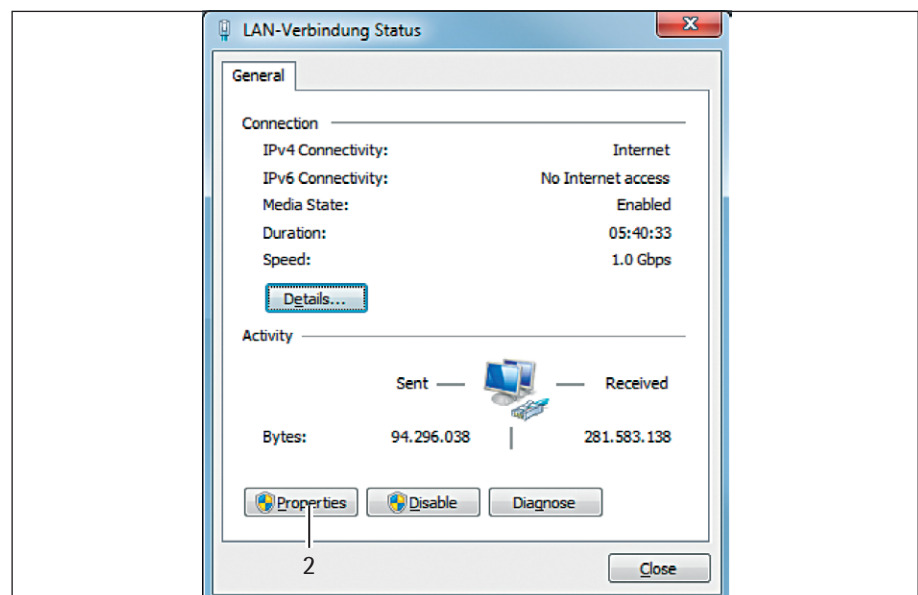 LAN-Verbindung Status
General
Connection
IPv4 Connectivity: Internet
IPv6 Connectivity: No Internet access
Media State: Enabled
Duration: 05:40:33
Speed: 1.0 Gbps
Details...
Activity
Sent Received
Bytes: 94.296.038 281.583.138
Properties Disable Diagnose
2
Close